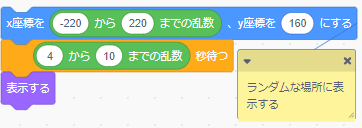 x座標を -220 から 220 までの乱数 、y座標を 160 にする
4 から 10 までの乱数 秒待つ
表示する
ランダムな場所に表
示する